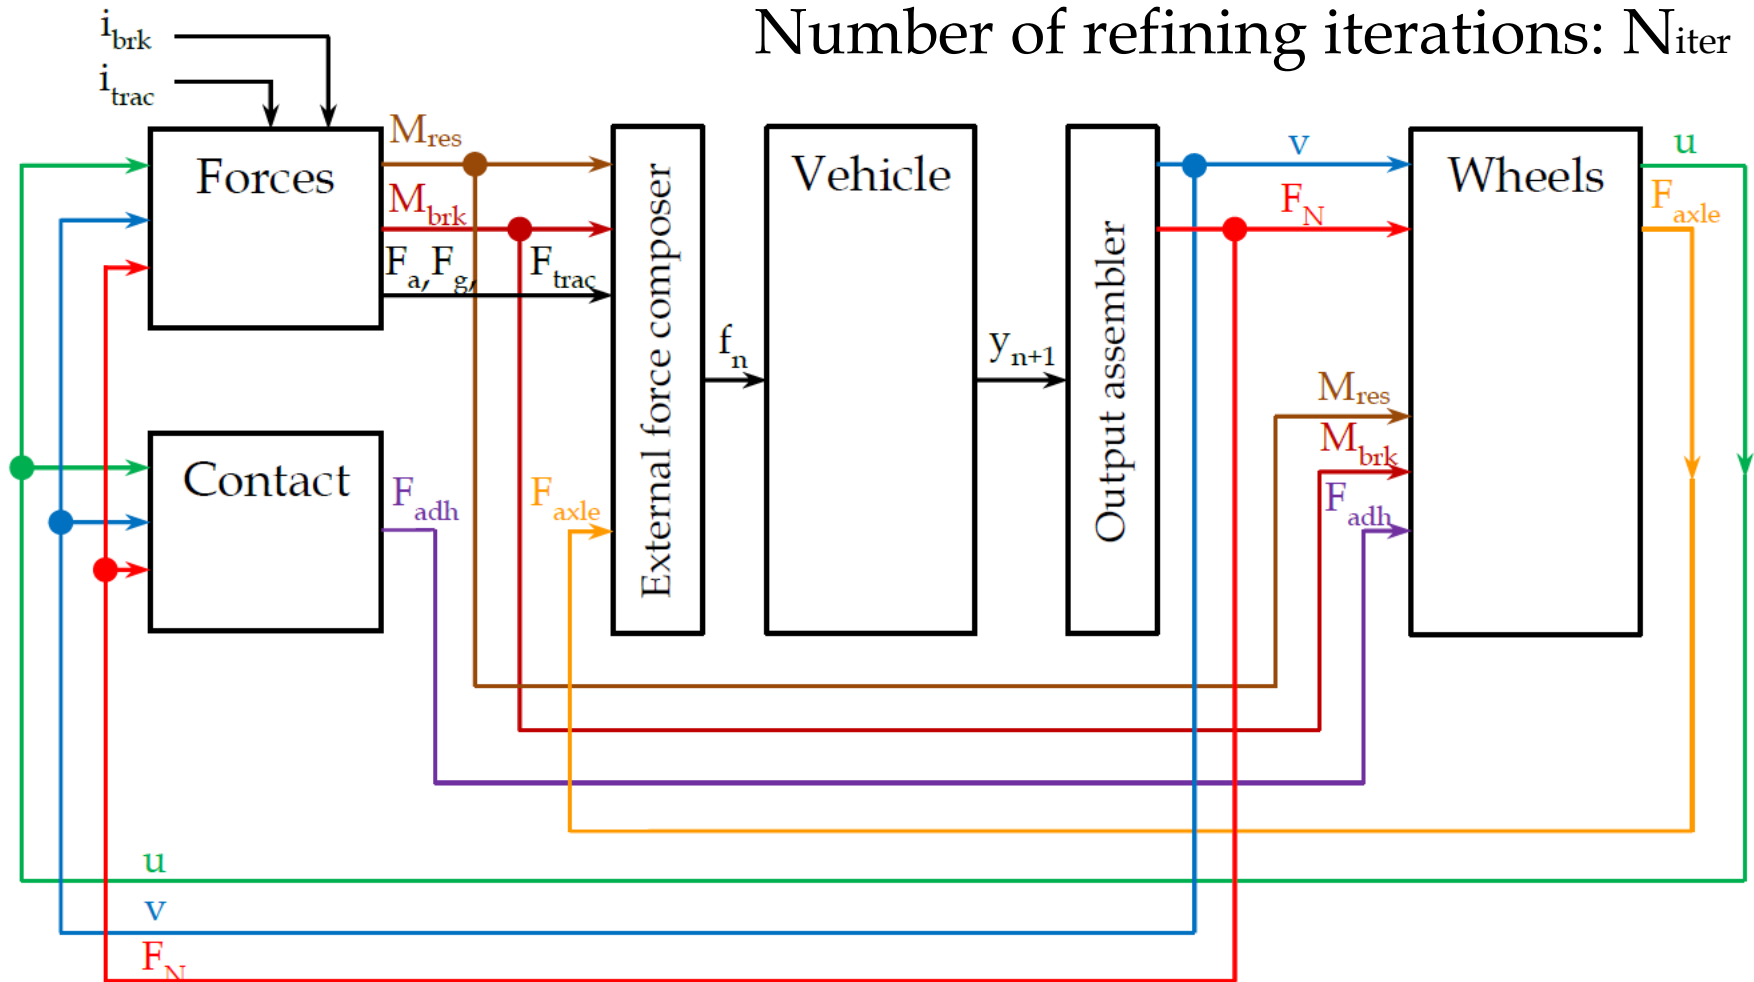 Number of refining iterations: Niter
ibrk
itrac
Forces
Mres
Mbrk
Fa, Fg,
Ftrac
External force composer
Vehicle
Output assembler
v
FN
Wheels
u
Faxle
fn
yn+1
Mres
Mbrk
Fadh
Contact
Fadh
Faxle
u
v
FN